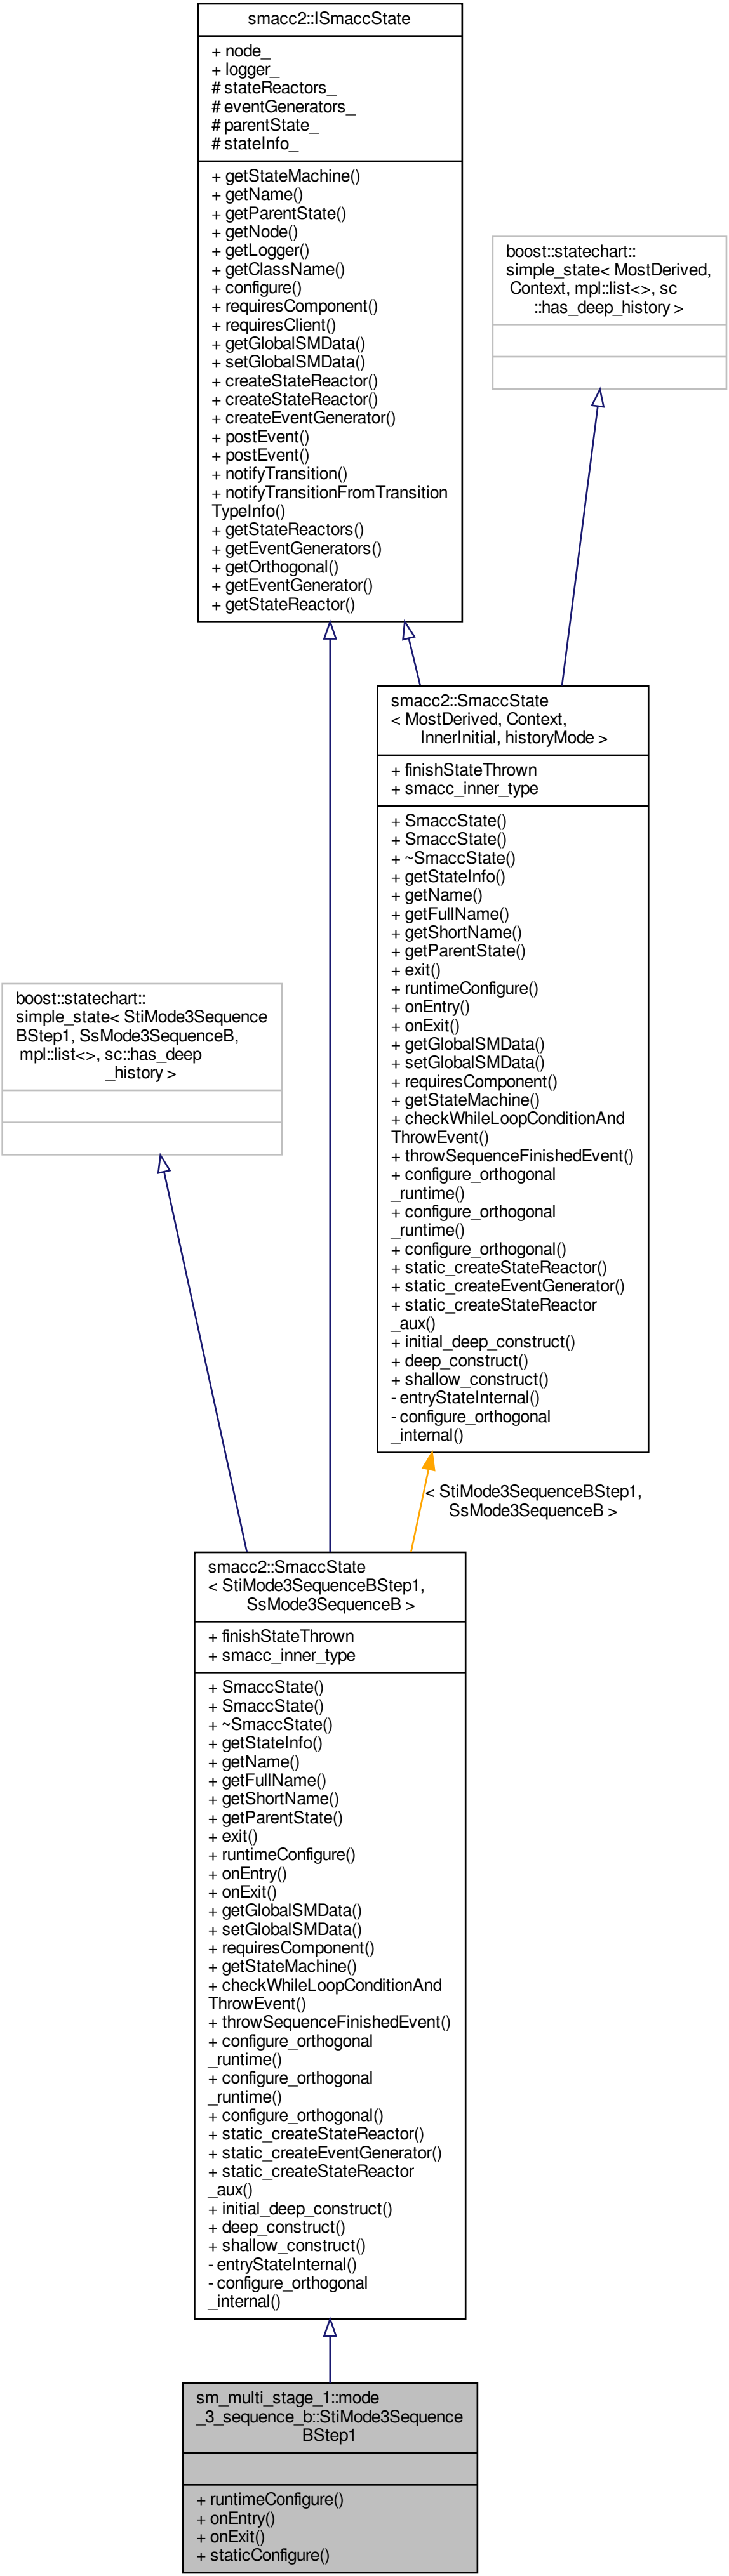 smacc2::ISmaccState
+ node_
+ logger_
# stateReactors_
# eventGenerators_
# parentState_
# stateInfo_
+ getStateMachine()
+ getName()
+ getParentState()
+ getNode()
+ getLogger()
+ getClassName()
+ configure()
+ requiresComponent()
+ requiresClient()
+ getGlobalSMData()
+ setGlobalSMData()
+ createStateReactor()
+ createStateReactor()
+ createEventGenerator()
+ postEvent()
+ postEvent()
+ notifyTransition()
+ notifyTransitionFromTransition
TypeInfo()
+ getStateReactors()
+ getEventGenerators()
+ getOrthogonal()
+ getEventGenerator()
+ getStateReactor()
boost::statechart::
simple_state< MostDerived,
Context, mpl::list<>, sc
::has_deep_history >
smacc2::SmaccState
< MostDerived, Context,
InnerInitial, historyMode >
+ finishStateThrown
+ smacc_inner_type
+ SmaccState()
+ SmaccState()
+ ~SmaccState()
+ getStateInfo()
+ getName()
+ getFullName()
+ getShortName()
+ getParentState()
+ exit()
+ runtimeConfigure()
+ onEntry()
+ onExit()
+ getGlobalSMData()
+ setGlobalSMData()
+ requiresComponent()
+ getStateMachine()
+ checkWhileLoopConditionAnd
ThrowEvent()
+ throwSequenceFinishedEvent()
+ configure_orthogonal
_runtime()
+ configure_orthogonal
_runtime()
+ configure_orthogonal()
+ static_createStateReactor()
+ static_createEventGenerator()
+ static_createStateReactor
_aux()
+ initial_deep_construct()
+ deep_construct()
+ shallow_construct()
- entryStateInternal()
- configure_orthogonal
_internal()
boost::statechart::
simple_state< StiMode3Sequence
BStep1, SsMode3SequenceB,
mpl::list<>, sc::has_deep
_history >
< StiMode3SequenceBStep1,
SsMode3SequenceB >
smacc2::SmaccState
< StiMode3SequenceBStep1,
SsMode3SequenceB >
+ finishStateThrown
+ smacc_inner_type
+ SmaccState()
+ SmaccState()
+ ~SmaccState()
+ getStateInfo()
+ getName()
+ getFullName()
+ getShortName()
+ getParentState()
+ exit()
+ runtimeConfigure()
+ onEntry()
+ onExit()
+ getGlobalSMData()
+ setGlobalSMData()
+ requiresComponent()
+ getStateMachine()
+ checkWhileLoopConditionAnd
ThrowEvent()
+ throwSequenceFinishedEvent()
+ configure_orthogonal
_runtime()
+ configure_orthogonal
_runtime()
+ configure_orthogonal()
+ static_createStateReactor()
+ static_createEventGenerator()
+ static_createStateReactor
_aux()
+ initial_deep_construct()
+ deep_construct()
+ shallow_construct()
- entryStateInternal()
- configure_orthogonal
_internal()
sm_multi_stage_1::mode
_3_sequence_b::StiMode3Sequence
BStep1
+ runtimeConfigure()
+ onEntry()
+ onExit()
+ staticConfigure()